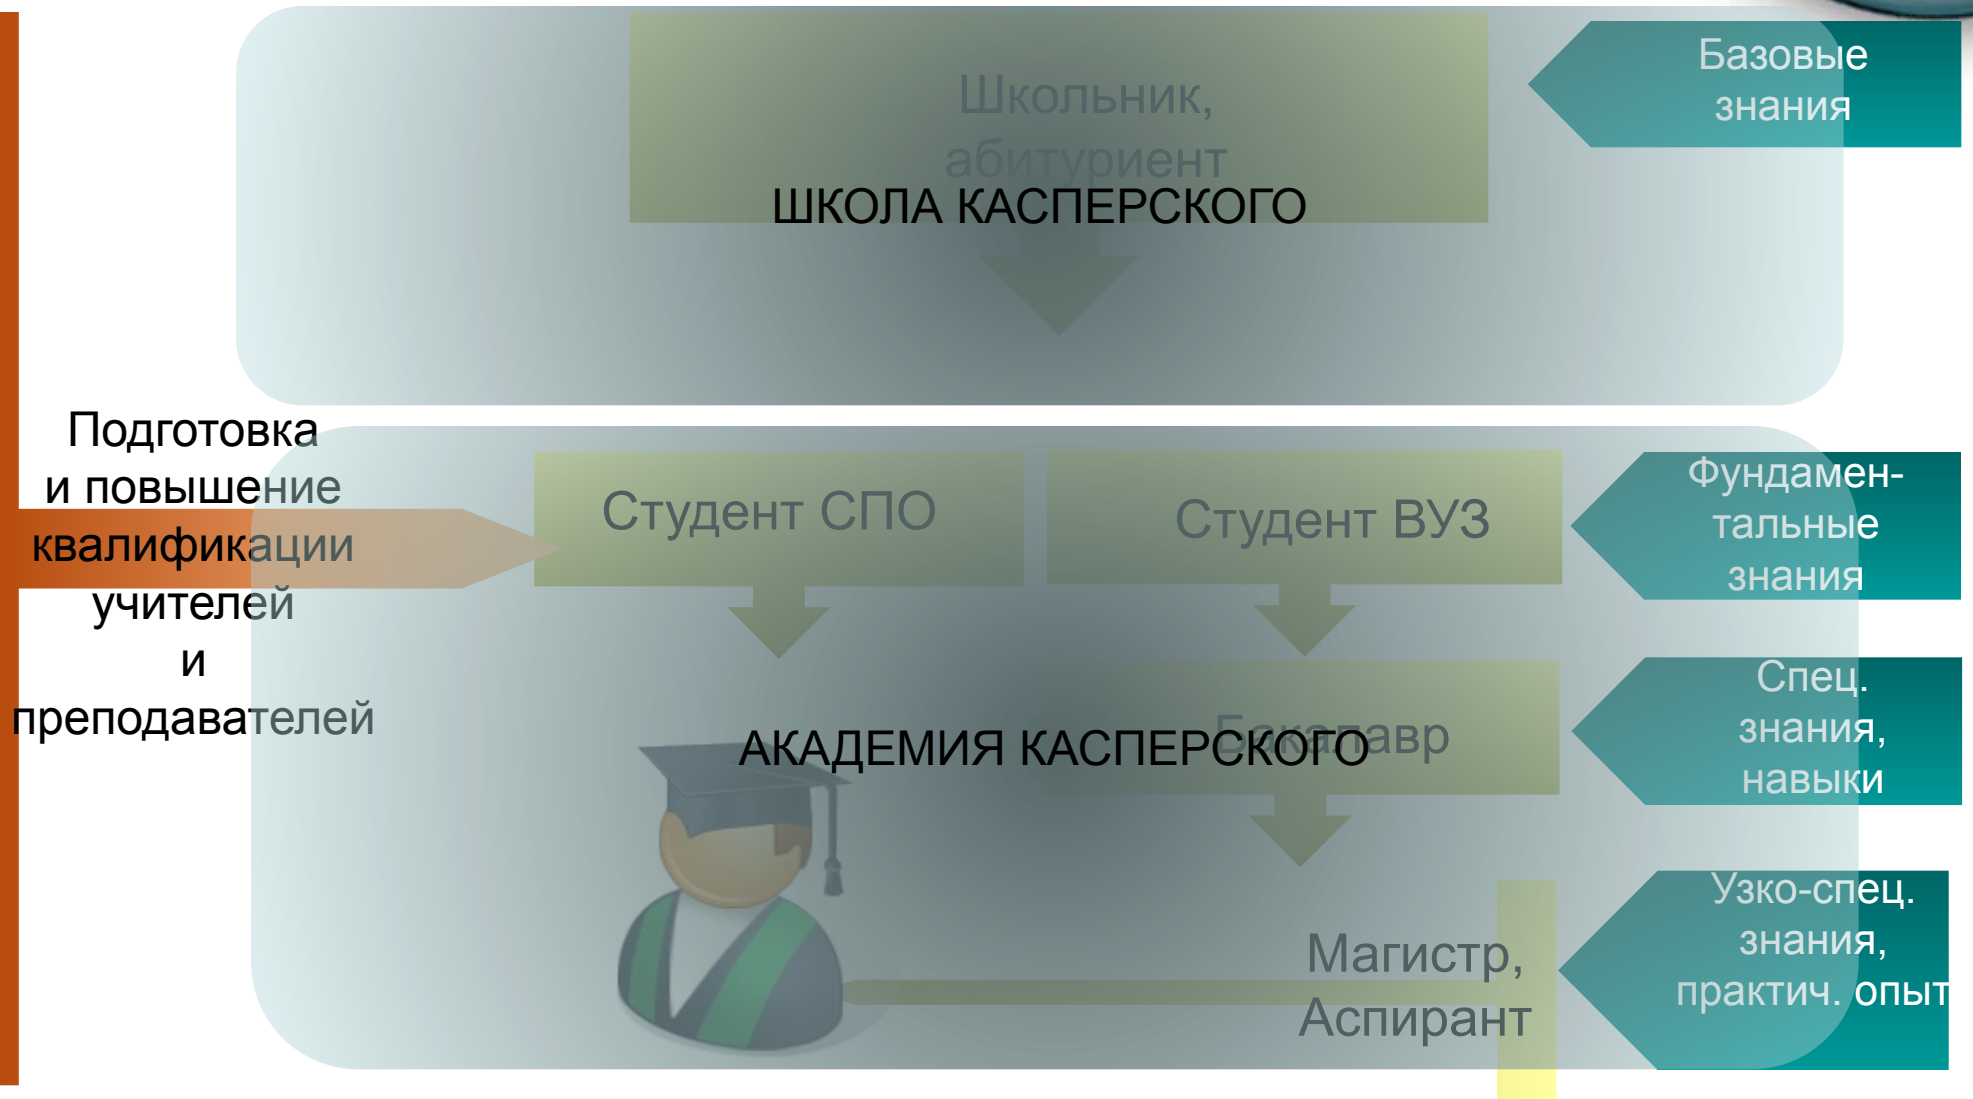 Школьник,
абитуриент
ШКОЛА КАСПЕРСКОГО
Базовые
знания
Подготовка
и повышение
квалификации
учителей
и
преподавателей
Студент СПО
Студент ВУЗ
Фундамен-
тальные
знания
Бакалавр
АКАДЕМИЯ КАСПЕРСКОГО
Спец.
знания,
навыки
Магистр,
Аспирант
Узко-спец.
знания,
практич. опыт